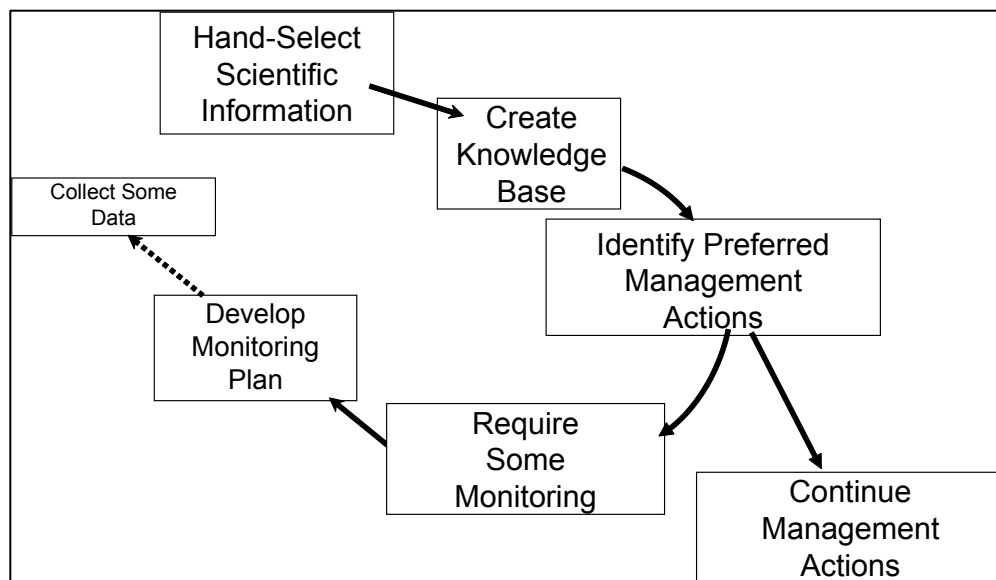 Hand-Select
Scientific
Information
Create
Knowledge
Base
Collect Some
Data
Identify Preferred
Management
Actions
Develop
Monitoring
Plan
Require
Some
Monitoring
Continue
Management
Actions